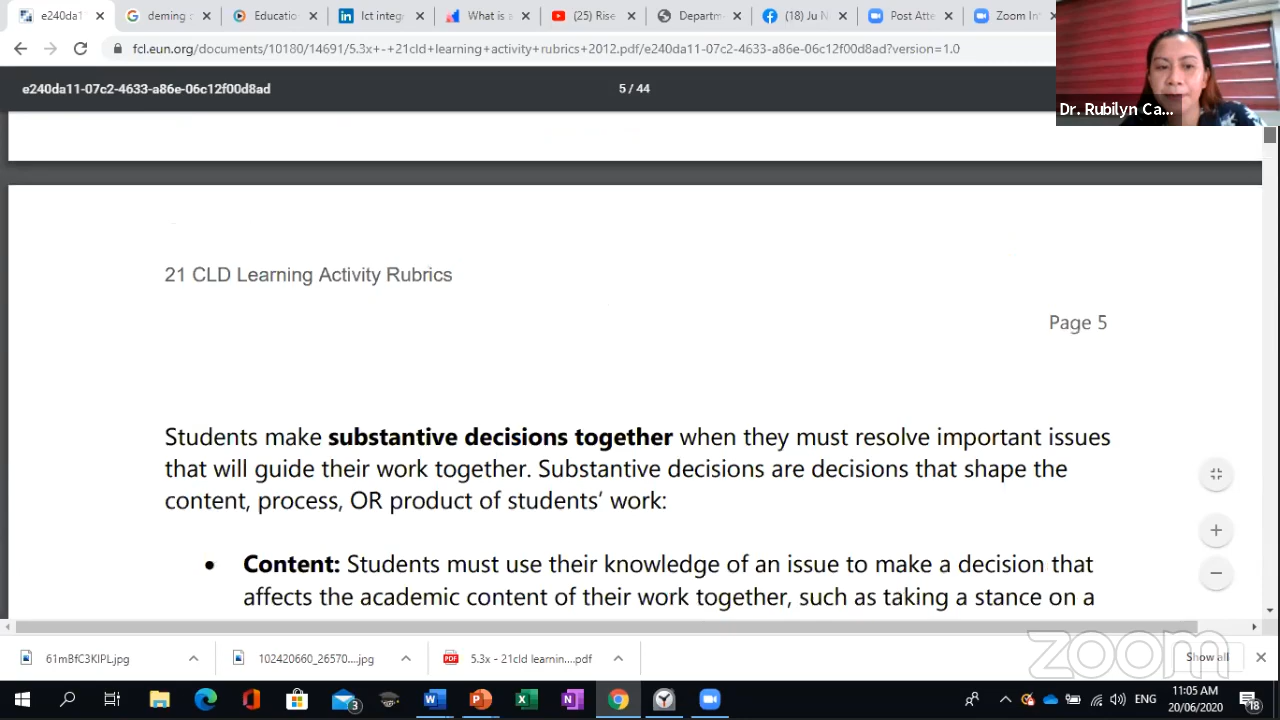 e240da1
deming s
Educatio
Ict integ
What is a
(25) Rise
Departm
(18) Ju N
Post Atte
Zoom In
fcl.eun.org/documents/10180/14691/5.3x+-+21cld+learning+activity+rubrics+2012.pdf/e240da11-07c2-4633-a86e-06c12f00d8ad?version=1.0
e240da11-07c2-4633-a86e-06c12f00d8ad
5 / 44
Dr. Rubilyn Ca...
21 CLD Learning Activity Rubrics
Page 5
Students make substantive decisions together when they must resolve important issues
that will guide their work together. Substantive decisions are decisions that shape the
content, process, OR product of students' work:
• Content: Students must use their knowledge of an issue to make a decision that
affects the academic content of their work together, such as taking a stance on a
61mBfC3KIPL.jpg
102420660_26570....jpg
PDF
5.3x - 21cld learnin....pdf
Show all
zoom
3
ENG
11:05 AM
20/06/2020
18